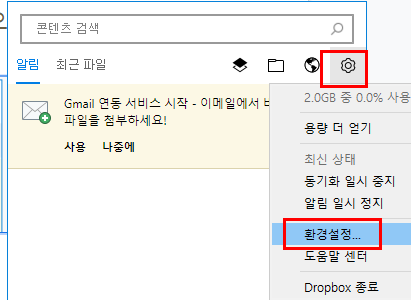 콘텐츠 검색
알림 최근 파일
2.0GB 중 0.0% 사용
Gmail 연동 서비스 시작 - 이메일에서
파일을 첨부하세요!
사용 나중에
용량 더 얻기
최신 상태
동기화 일시 중지
알림 일시 정지
환경설정...
도움말 센터
Dropbox 종료